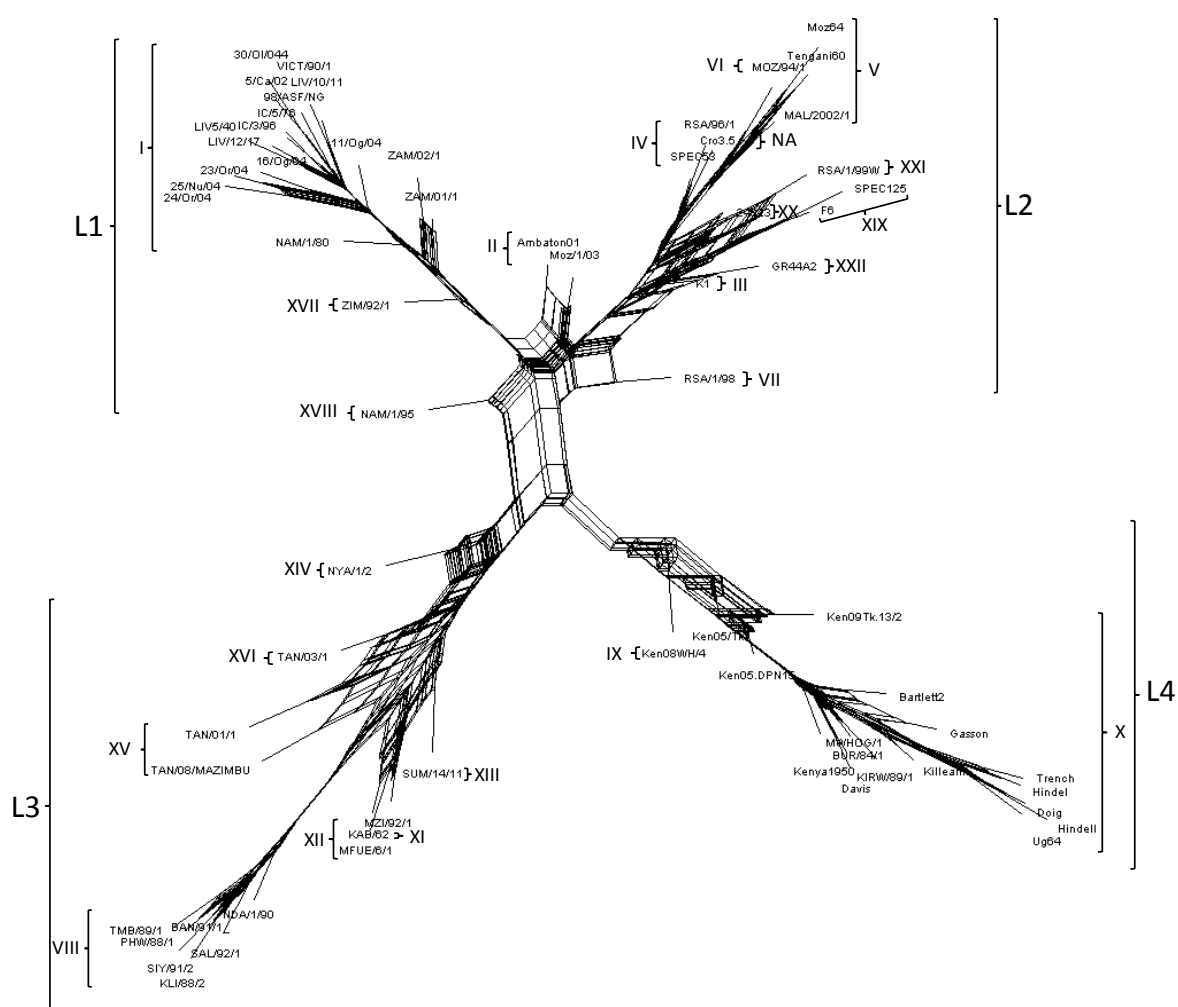 L1
I
30/OI/044
VICT/90/1
5/Ca/02 LIV/10/11
98/ASF/NG
IC/5/76
LIV5/40 IC/3/96
LIV/12/17
11/Og/04
16/Og/04
23/Or/04
25/Nu/04
24/Or/04
ZAM/02/1
ZAM/01/1
NAM/1/80
XVII ZIM/92/1
XVIII NAM/1/95
II Ambaton01
Moz/1/03
L2
Moz64
Tengani60
VI MOZ/94/1
V
MAL/2002/1
IV RSA/96/1
Cro3.5 NA
SPEC53
RSA/1/99W XXI
SPEC125
XX F6
XIX
GR44A2 XXII
K1 III
RSA/1/98 VII
XIV NYA/1/2
L3
XVI TAN/03/1
XV TAN/01/1
TAN/08/MAZIMBU
SUM/14/11 XIII
MZI/92/1
XII KAB/62 XI
MFUE/6/1
NDA/1/90
VIII
TMB/89/1 BAN/91/1
PHW/88/1
SAL/92/1
SIY/91/2
KLI/88/2
L4
X
Ken09Tk.13/2
Ken05/Tk
IX Ken08WH/4
Ken05.DPN15
Bartlett2
Gasson
BUR/84/1
Kenya1950 KIRW/89/1
Davis
Trench
Hindel
Doig
Hindell
Ug64